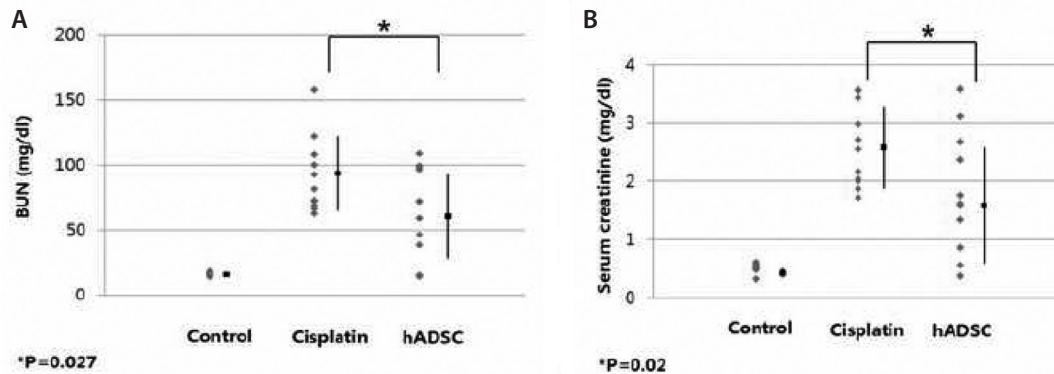 A
BUN (mg/dl)
200
150
100
50
0
Control Cisplatin hADSC
*
*P=0.027
B
Serum creatinine (mg/dl)
4
3
2
1
0
Control Cisplatin hADSC
*
*P=0.02